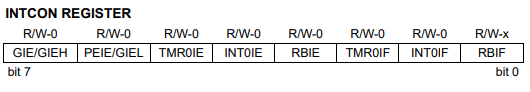 INTCON REGISTER
R/W-0 R/W-0 R/W-0 R/W-0 R/W-0 R/W-0 R/W-0 R/W-x
GIE/GIEH PEIE/GIEL TMR0IE INT0IE RBIE TMR0IF INT0IF RBIF
bit 7 bit 0